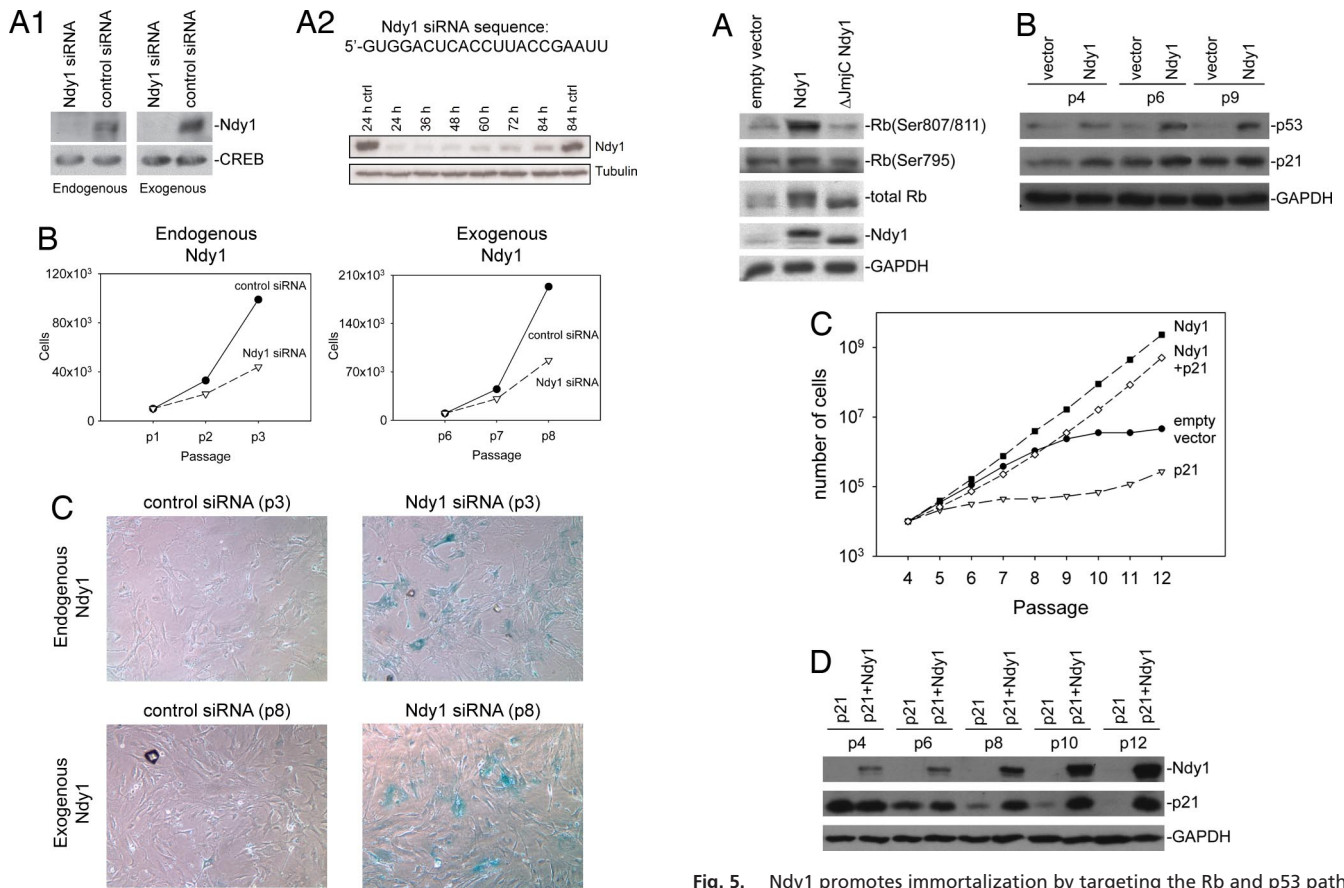 A1
Ndy1 siRNA
control siRNA
Ndy1 siRNA
control siRNA
-Ndy1
-CREB
Endogenous
Exogenous
A2
Ndy1 siRNA sequence:
5'-GUGGACUCACCUUACCGAAUU
24 h ctrl
24 h
36 h
48 h
60 h
72 h
84 h
84 h ctrl
Ndy1
Tubulin
B
Endogenous
Ndy1
120x10³
80x10³
40x10³
0
Cells
control siRNA
Ndy1 siRNA
p1
p2
p3
Passage
Exogenous
Ndy1
210x10³
140x10³
70x10³
0
Cells
control siRNA
Ndy1 siRNA
p6
p7
p8
Passage
C
control siRNA (p3)
Ndy1 siRNA (p3)
Endogenous
Ndy1
control siRNA (p8)
Ndy1 siRNA (p8)
Exogenous
Ndy1
A
empty vector
Ndy1
ΔJmjC Ndy1
-Rb(Ser807/811)
-Rb(Ser795)
-total Rb
-Ndy1
-GAPDH
B
vector
Ndy1
vector
Ndy1
vector
Ndy1
p4
p6
p9
-p53
-p21
-GAPDH
C
number of cells
10⁹
10⁷
10⁵
10³
Ndy1
Ndy1
+p21
empty
vector
p21
4 5 6 7 8 9 10 11 12
Passage
D
p21
p21+Ndy1
p21
p21+Ndy1
p21
p21+Ndy1
p21
p21+Ndy1
p21
p21+Ndy1
p4
p6
p8
p10
p12
-Ndy1
-p21
-GAPDH
Fig. 5. Ndy1 promotes immortalization by targeting the Rb and p53 path